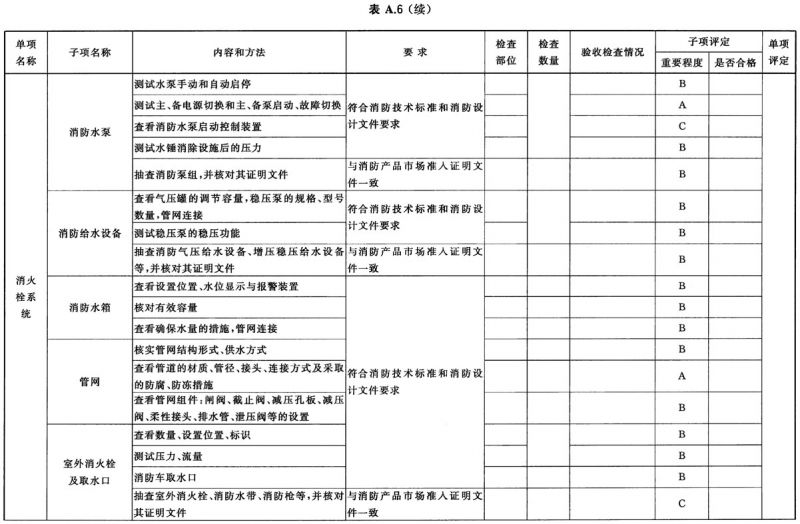 表 A.6（续）
单项名称 子项名称 内容和方法 要 求 检查部位 检查数量 验收检查情况 子项评定 单项评定
重要程度 是否合格
消火栓系统
消防水泵
测试水泵手动和自动启停 B
测试主、备电源切换和主、备泵启动、故障切换 A
查看消防水泵启动控制装置 C
测试水锤消除设施后的压力 B
符合消防技术标准和消防设
计文件要求
抽查消防泵组，并核对其证明文件 B
与消防产品市场准入证明文
件一致
消防给水设备
查看气压罐的调节容量，稳压泵的规格、型号
数量，管网连接 B
测试稳压泵的稳压功能 B
符合消防技术标准和消防设
计文件要求
抽查消防气压给水设备、增压稳压给水设备
等，并核对其证明文件 B
与消防产品市场准入证明文
件一致
消防水箱
查看设置位置、水位显示与报警装置 B
核对有效容量 B
查看确保水量的措施，管网连接 B
管网
核实管网结构形式、供水方式 B
查看管道的材质、管径、接头、连接方式及采取
的防腐、防冻措施 A
查看管网组件：闸阀、截止阀、减压孔板、减压
阀、柔性接头、排水管、泄压阀等的设置 B
符合消防技术标准和消防设
计文件要求
室外消火栓
及取水口
查看数量、设置位置、标识 B
测试压力、流量 B
消防车取水口 B
抽查室外消火栓、消防水带、消防枪等，并核对
其证明文件 C
与消防产品市场准入证明文
件一致